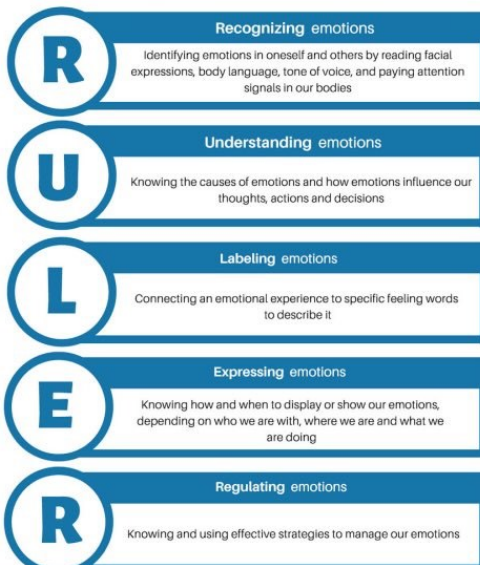 R
Recognizing emotions
Identifying emotions in oneself and others by reading facial
expressions, body language, tone of voice, and paying attention
signals in our bodies
U
Understanding emotions
Knowing the causes of emotions and how emotions influence our
thoughts, actions and decisions
L
Labeling emotions
Connecting an emotional experience to specific feeling words
to describe it
E
Expressing emotions
Knowing how and when to display or show our emotions,
depending on who we are with, where we are and what we
are doing
R
Regulating emotions
Knowing and using effective strategies to manage our emotions